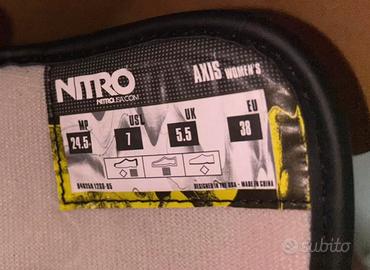 NITRO
NITROUSA.COM
AXIS WOMEN'S
MP US UK EU
24.5 7 5.5 38
DESIGNED IN THE USA - MADE IN CHINA
subito